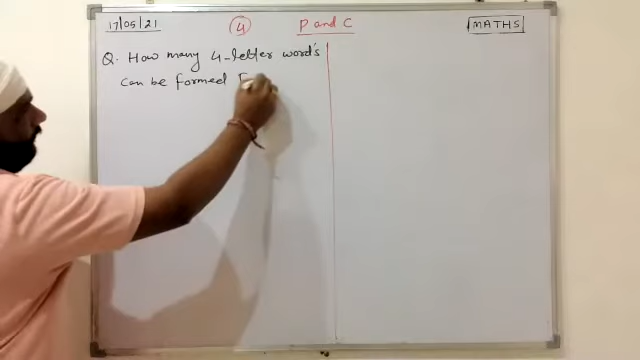 17/05/21
4
P and C
MATHS
Q. How many 4-letter word's
can be formed